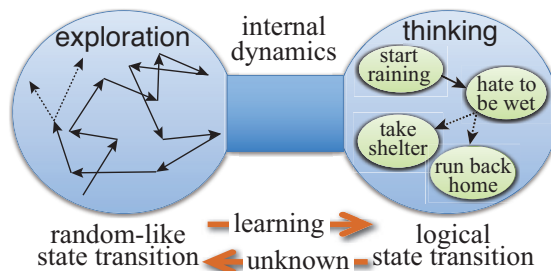 exploration
internal
dynamics
thinking
start
raining
hate to
be wet
take
shelter
run back
home
learning
random-like
state transition
unknown
logical
state transition